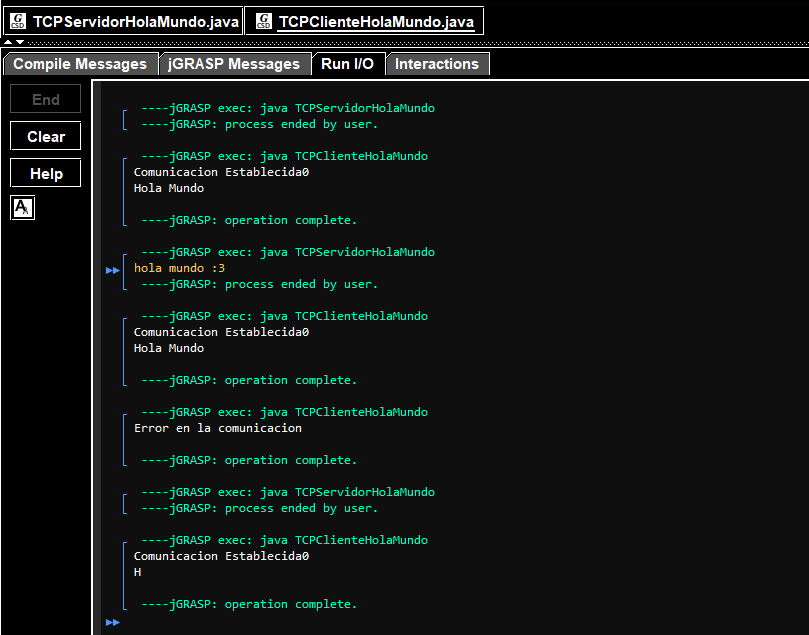 TCPServidorHolaMundo.java TCPClienteHolaMundo.java
Compile Messages jGRASP Messages Run I/O Interactions
End
Clear
Help
A
----jGRASP exec: java TCPServidorHolaMundo
----jGRASP: process ended by user.
----jGRASP exec: java TCPClienteHolaMundo
Comunicacion Establecida0
Hola Mundo
----jGRASP: operation complete.
----jGRASP exec: java TCPServidorHolaMundo
hola mundo :3
----jGRASP: process ended by user.
----jGRASP exec: java TCPClienteHolaMundo
Comunicacion Establecida0
Hola Mundo
----jGRASP: operation complete.
----jGRASP exec: java TCPClienteHolaMundo
Error en la comunicacion
----jGRASP: operation complete.
----jGRASP exec: java TCPServidorHolaMundo
----jGRASP: process ended by user.
----jGRASP exec: java TCPClienteHolaMundo
Comunicacion Establecida0
H
----jGRASP: operation complete.